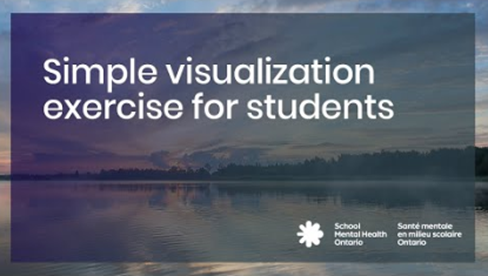 Simple visualization
exercise for students
School
Mental Health
Ontario
Santé mentale
en milieu scolaire
Ontario